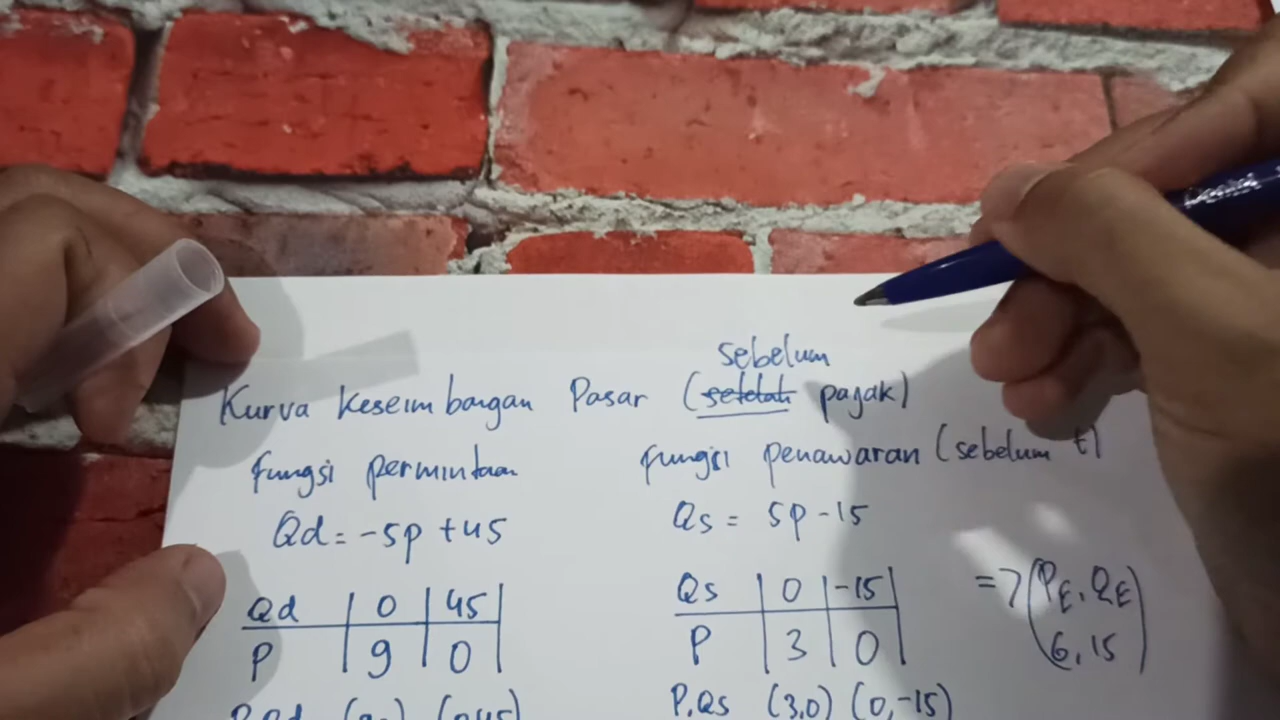 sebelum
Kurva Keseimbangan Pasar (setelah pajak)
fungsi permintaan
fungsi penawaran (sebelum t)
Qd = -5p + 45
Qs = 5p - 15
Qd | 0 | 45 |
P | 9 | 0 |
Qs | 0 | -15 |
P | 3 | 0 |
=> (PE, QE)
6, 15
P.Qs (3,0) (0,-15)